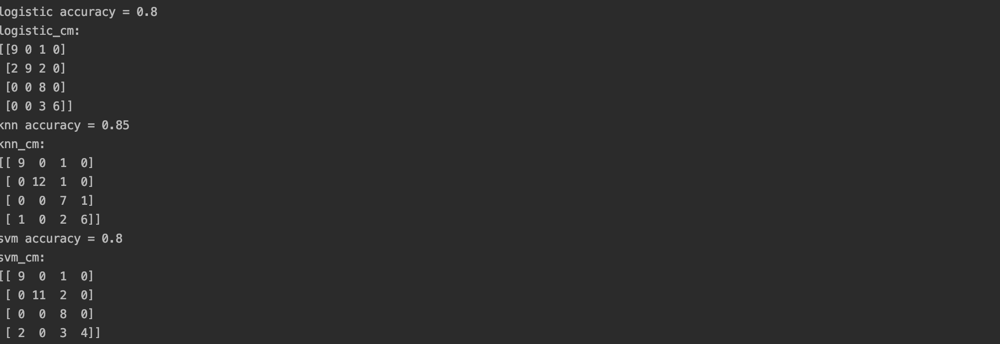 logistic accuracy = 0.8
logistic_cm:
[[9 0 1 0]
 [2 9 2 0]
 [0 0 8 0]
 [0 0 3 6]]
knn accuracy = 0.85
knn_cm:
[[ 9  0  1  0]
 [ 0 12  1  0]
 [ 0  0  7  1]
 [ 1  0  2  6]]
svm accuracy = 0.8
svm_cm:
[[ 9  0  1  0]
 [ 0 11  2  0]
 [ 0  0  8  0]
 [ 2  0  3  4]]